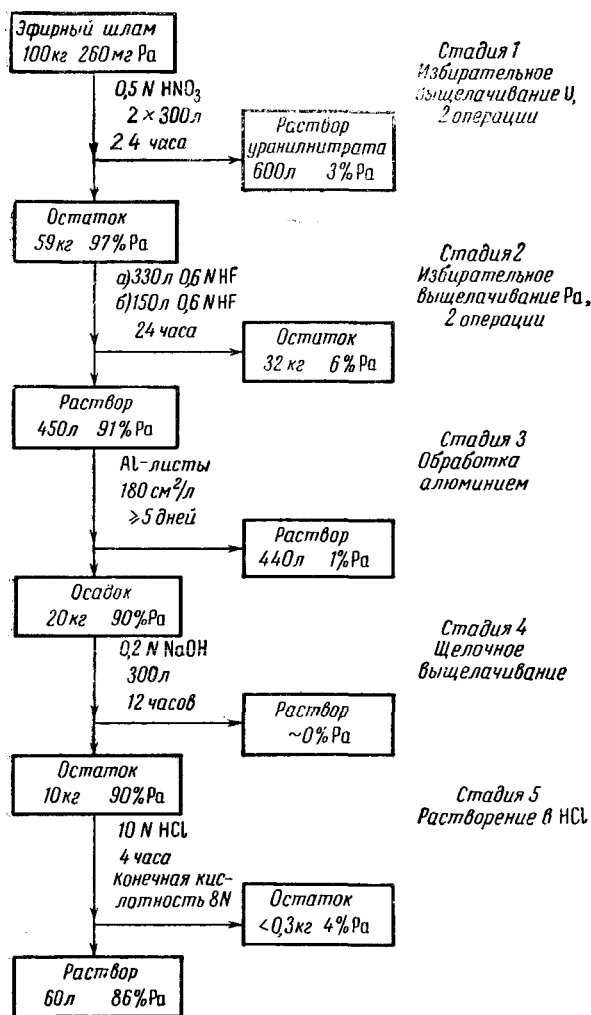 Эфирный шлам
100кг 260мг Pa
Стадия 1
Избирательное
выщелачивание U,
2 операции
0,5 N HNO₃
2 × 300л
24 часа
Раствор
уранилнитрата
600л 3% Pa
Остаток
59кг 97% Pa
Стадия 2
Избирательное
выщелачивание Pa,
2 операции
а) 330л 0,6 N HF
б) 150л 0,6 N HF
24 часа
Остаток
32 кг 6% Pa
Раствор
450л 91% Pa
Стадия 3
Обработка
алюминием
Al-листы
180 см²/л
⩾5 дней
Раствор
440л 1% Pa
Осадок
20кг 90% Pa
Стадия 4
Щелочное
выщелачивание
0,2 N NaOH
300л
12 часов
Раствор
~0% Pa
Остаток
10кг 90% Pa
Стадия 5
Растворение в HCl
10 N HCl
4 часа
Конечная кис-
лотность 8N
Остаток
<0,3кг 4% Pa
Раствор
60л 86% Pa